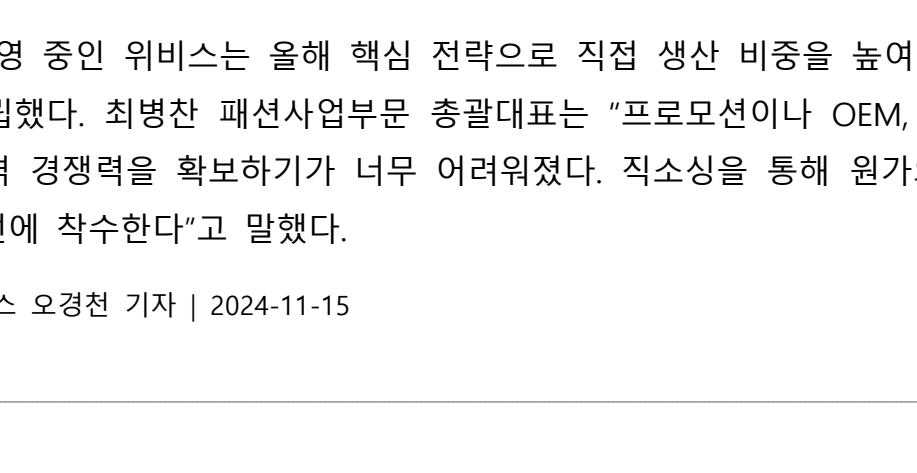 영 중인 위비스는 올해 핵심 전략으로 직접 생산 비중을 높여
립했다. 최병찬 패션사업부문 총괄대표는 “프로모션이나 OEM,
격 경쟁력을 확보하기가 너무 어려워졌다. 직소싱을 통해 원가
에 착수한다”고 말했다.
스 오경천 기자 | 2024-11-15